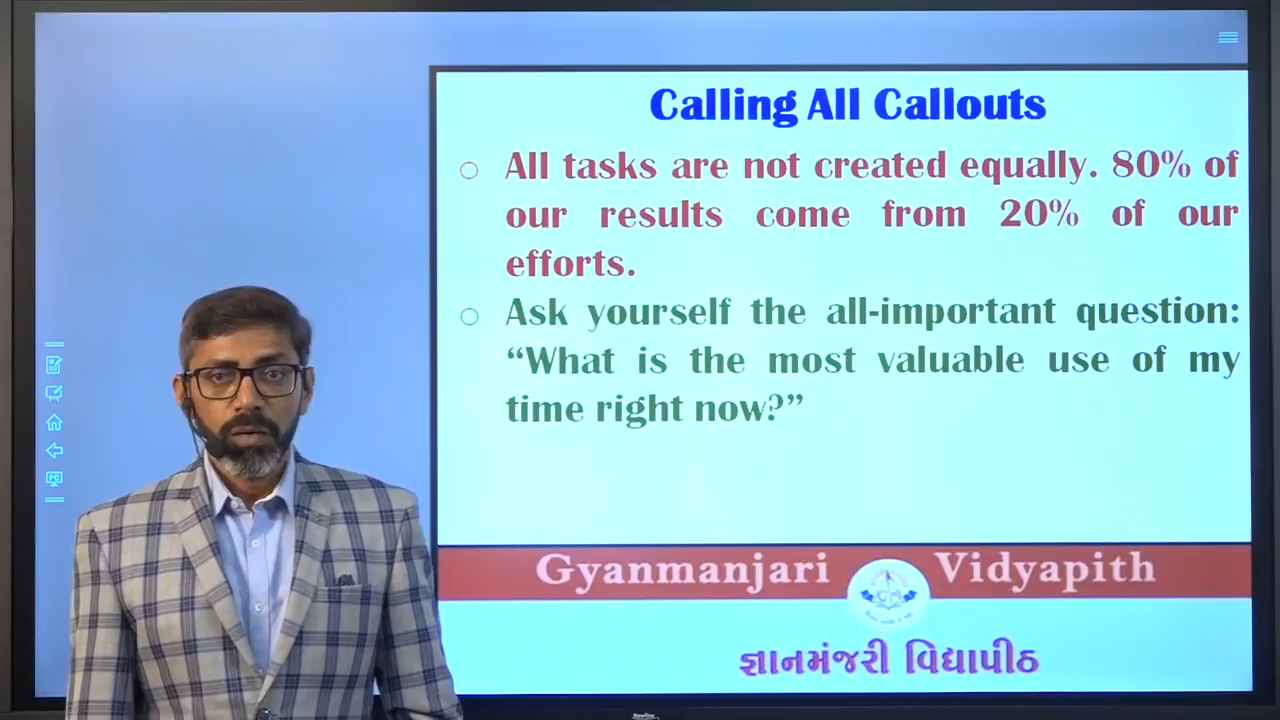 Calling All Callouts
All tasks are not created equally. 80% of
our results come from 20% of our
efforts.
Ask yourself the all-important question:
“What is the most valuable use of my
time right now?”
Gyanmanjari Vidyapith
જ્ઞાનમંજરી વિદ્યાપીઠ